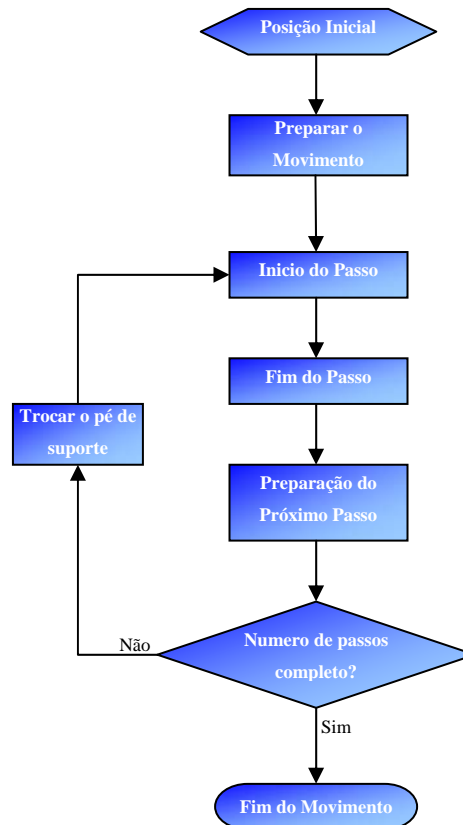 Posição Inicial
Preparar o
Movimento
Inicio do Passo
Fim do Passo
Trocar o pé de
suporte
Preparação do
Próximo Passo
Numero de passos
completo?
Não
Sim
Fim do Movimento